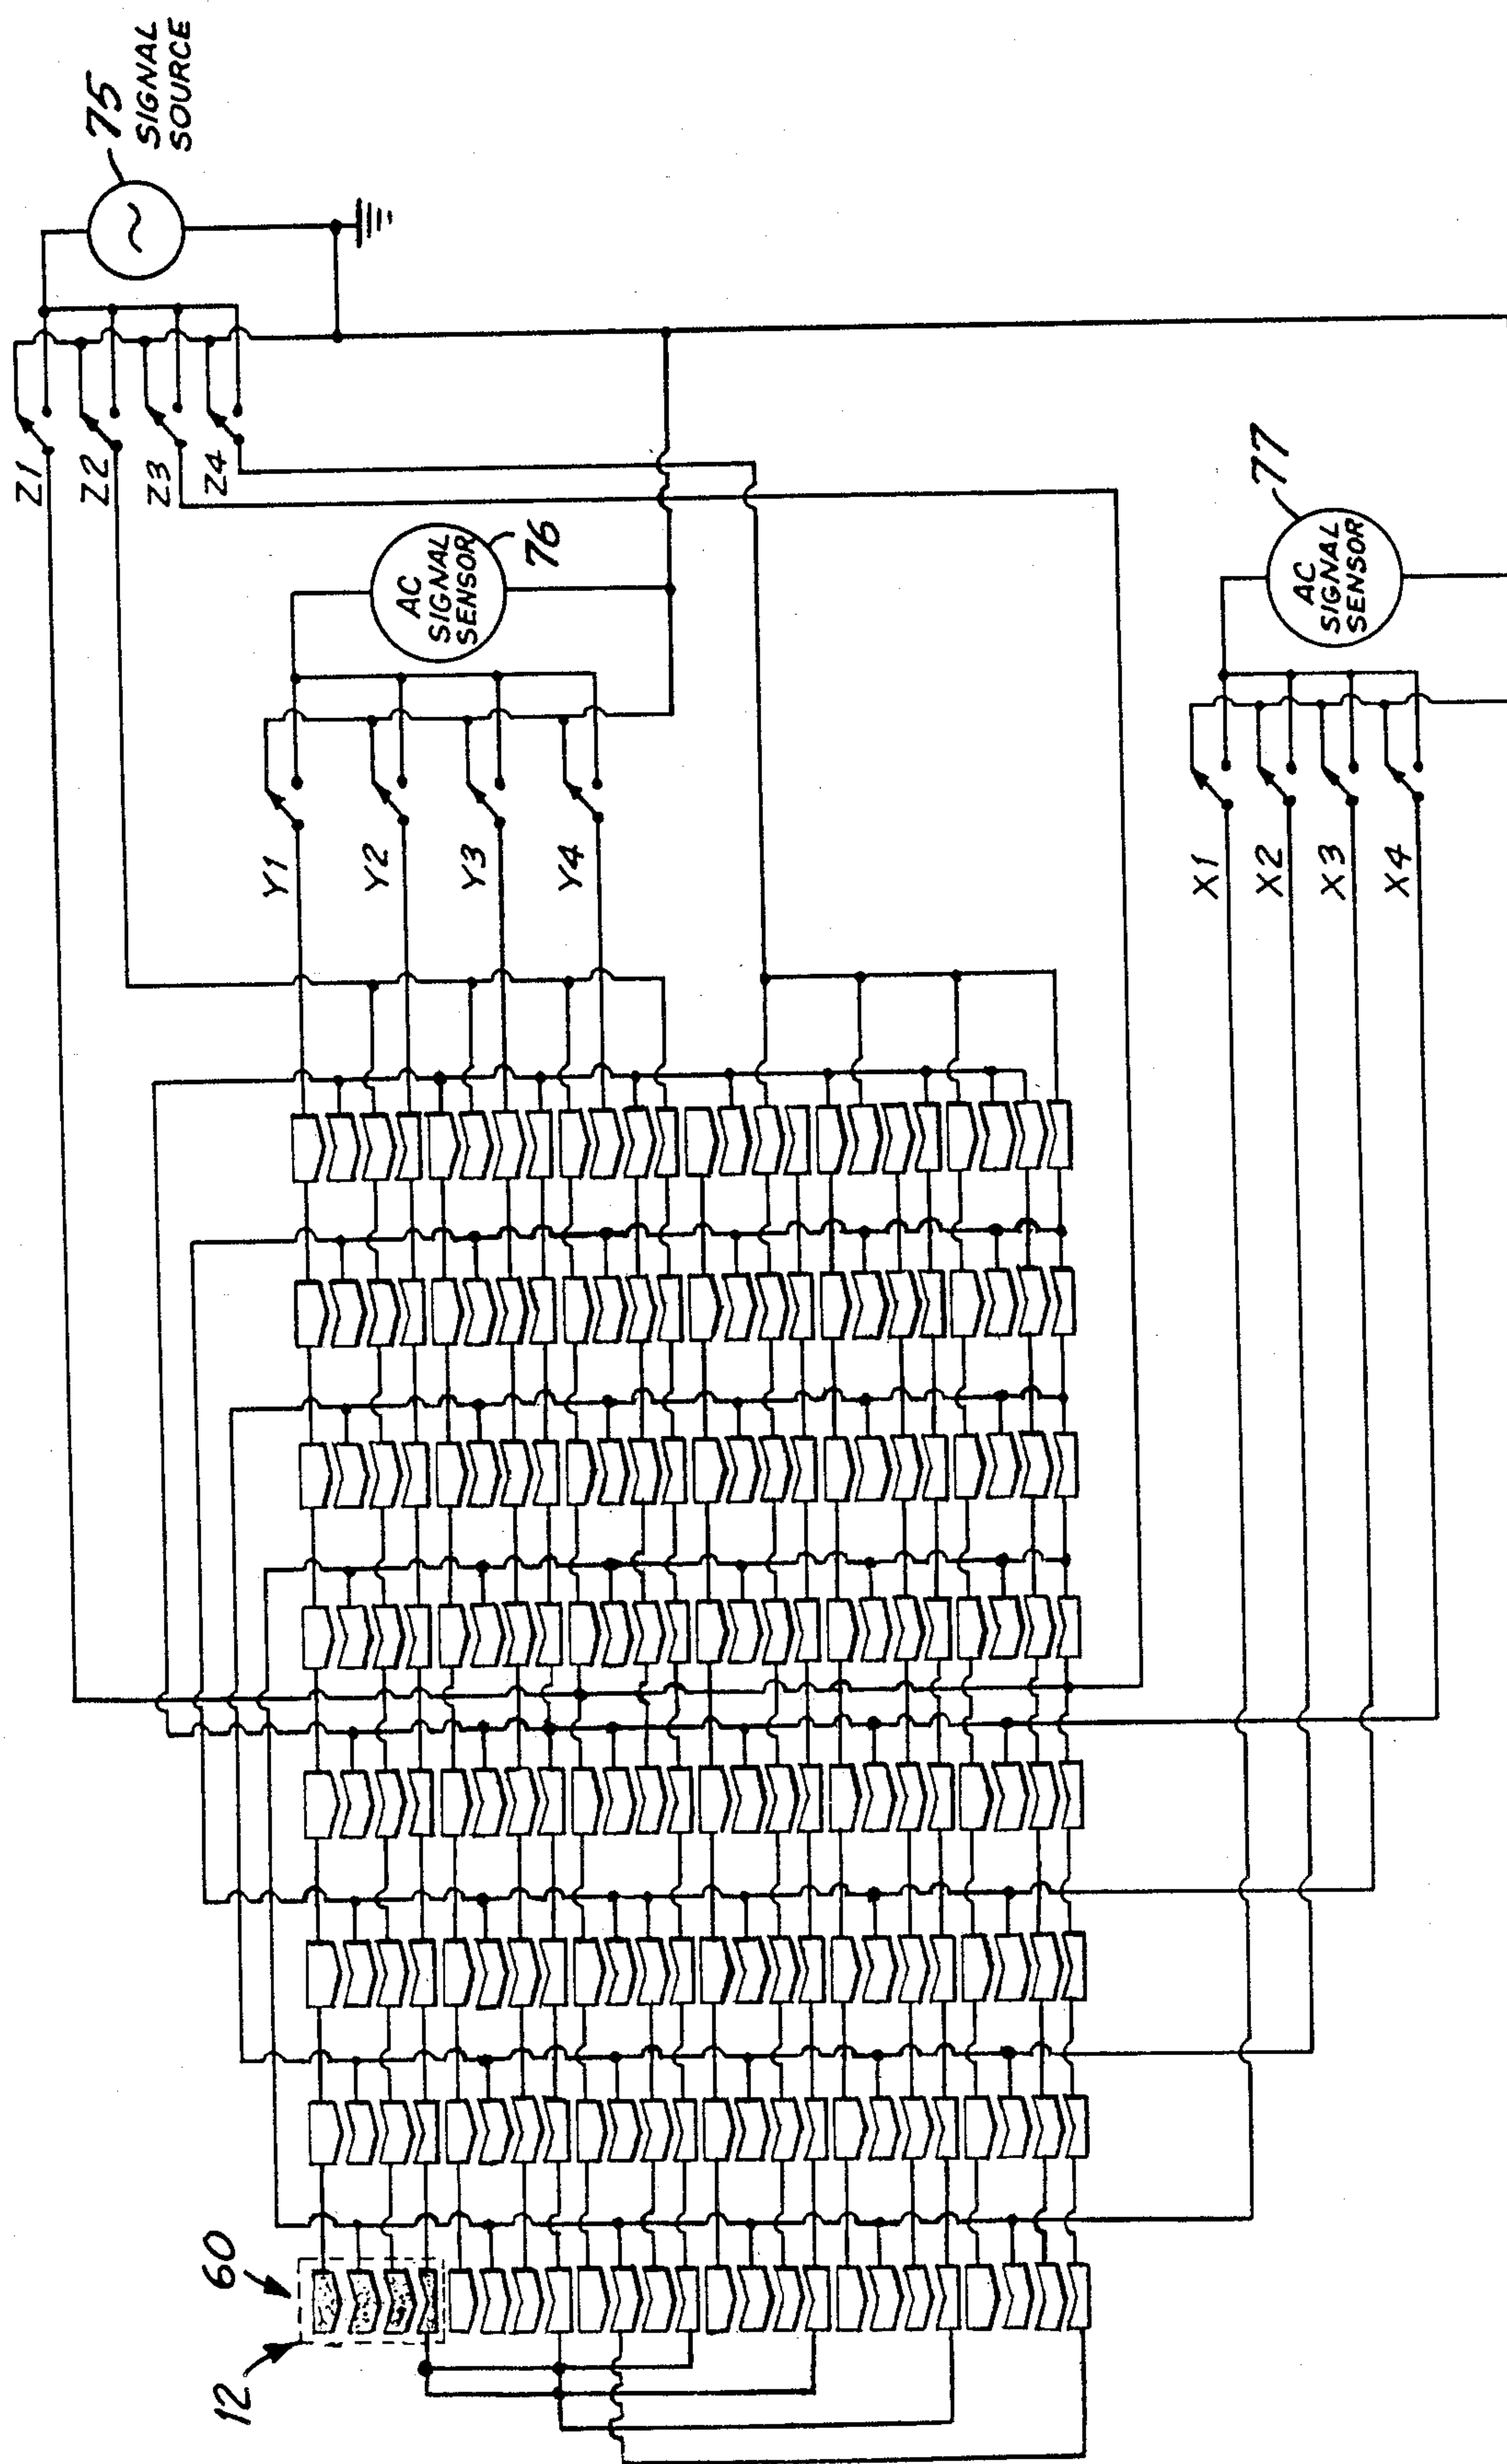 75
SIGNAL
SOURCE
Z1
Z2
Z3
Z4
AC
SIGNAL
SENSOR
76
Y1
Y2
Y3
Y4
77
AC
SIGNAL
SENSOR
X1
X2
X3
X4
60
12